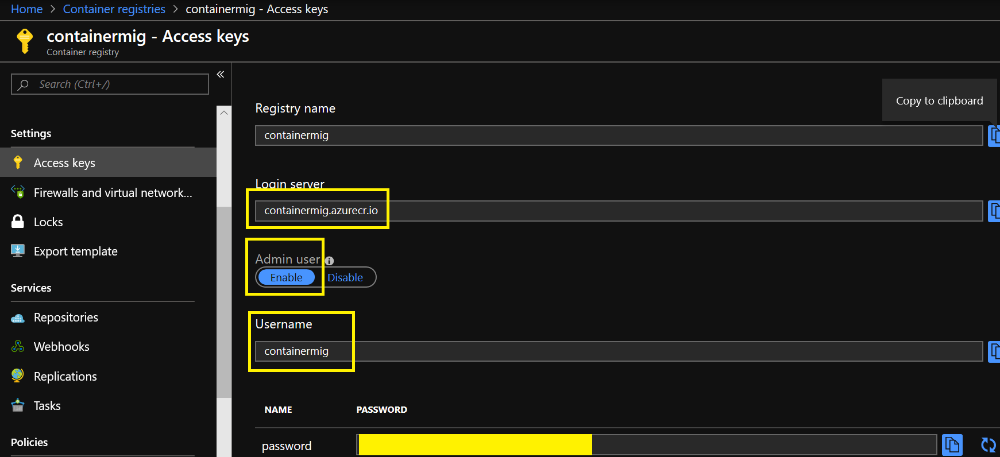 Home > Container registries > containermig - Access keys
containermig - Access keys
Container registry
Search (Ctrl+/)
«
Settings
Access keys
Firewalls and virtual network...
Locks
Export template
Services
Repositories
Webhooks
Replications
Tasks
Policies
Copy to clipboard
Registry name
containermig
Login server
containermig.azurecr.io
Admin user
Enable Disable
Username
containermig
NAME PASSWORD
password